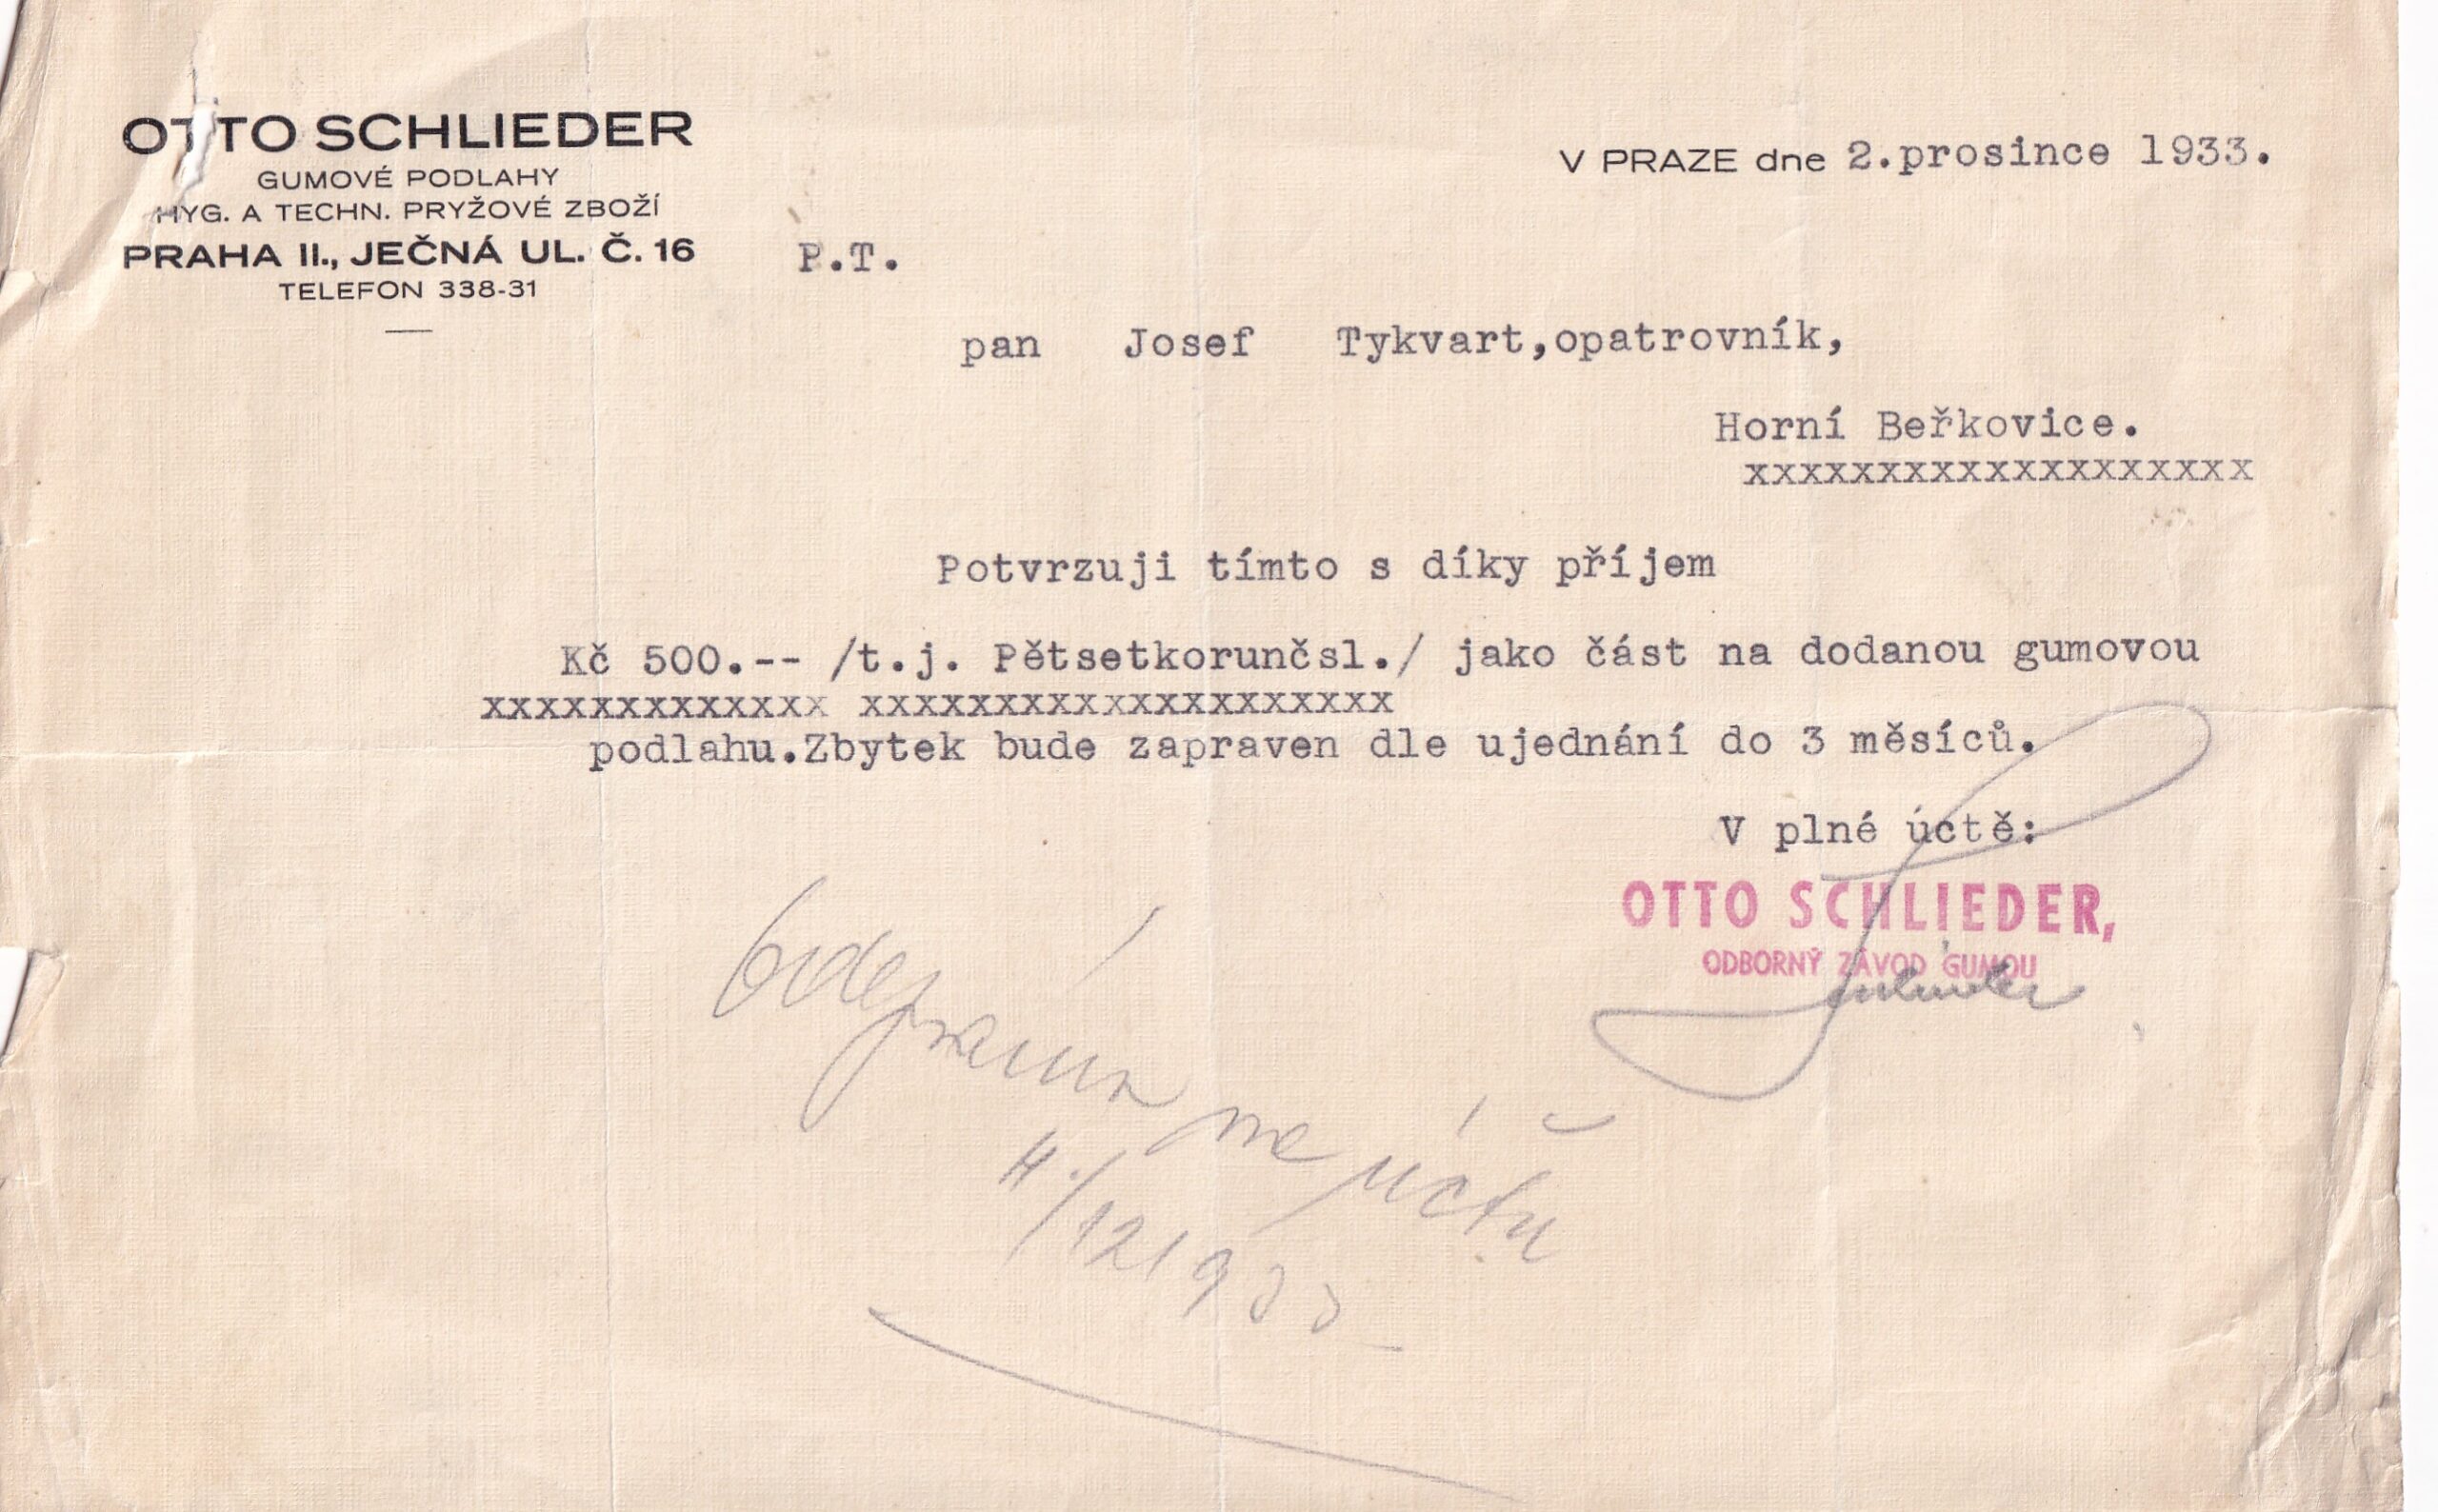 OTTO SCHLIEDER
GUMOVÉ PODLAHY
HYG. A TECHN. PRYŽOVÉ ZBOŽÍ
PRAHA II., JEČNÁ UL. Č. 16
TELEFON 338-31
V PRAZE dne 2.prosince 1933.
P.T.
pan Josef Tykvart,opatrovník,
Horní Beřkovice.
xxxxxxxxxxxxxxxxxxx
Potvrzuji tímto s díky příjem
Kč 500.-- /t.j. Pětsetkorunčsl./ jako část na dodanou gumovou
xxxxxxxxxxxxx xxxxxxxxxxxxxxxxxxxx
podlahu.Zbytek bude zapraven dle ujednání do 3 měsíců.
V plné úctě:
OTTO SCHLIEDER,
ODBORNÝ ZÁVOD GUMOU
Schlieder
na účtu
4./12 1933